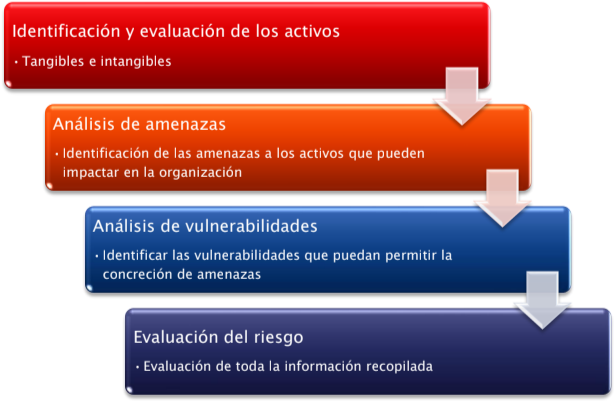 Identificación y evaluación de los activos
• Tangibles e intangibles
Análisis de amenazas
• Identificación de las amenazas a los activos que pueden
impactar en la organización
Análisis de vulnerabilidades
• Identificar las vulnerabilidades que puedan permitir la
concreción de amenazas
Evaluación del riesgo
• Evaluación de toda la información recopilada